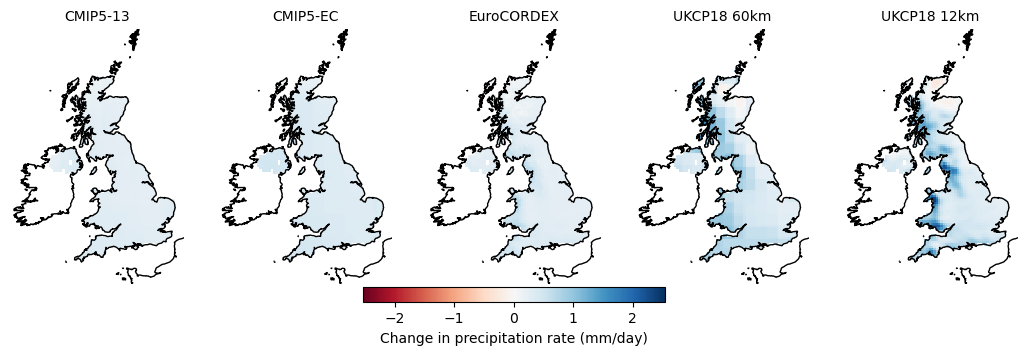 CMIP5-13 CMIP5-EC EuroCORDEX UKCP18 60km UKCP18 12km
−2 −1 0 1 2
Change in precipitation rate (mm/day)